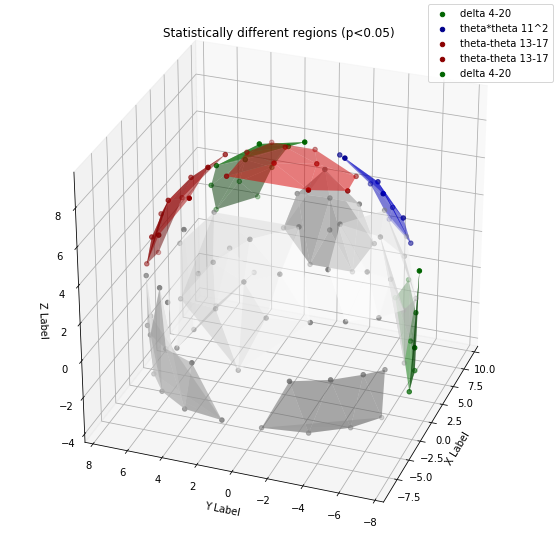 Statistically different regions (p<0.05)
delta 4-20
theta*theta 11^2
theta-theta 13-17
theta-theta 13-17
delta 4-20
8
6
4
2
0
−2
−4
Z Label
8
6
4
2
0
−2
−4
−6
−8
Y Label
10.0
7.5
5.0
2.5
0.0
−2.5
−5.0
−7.5
X Label